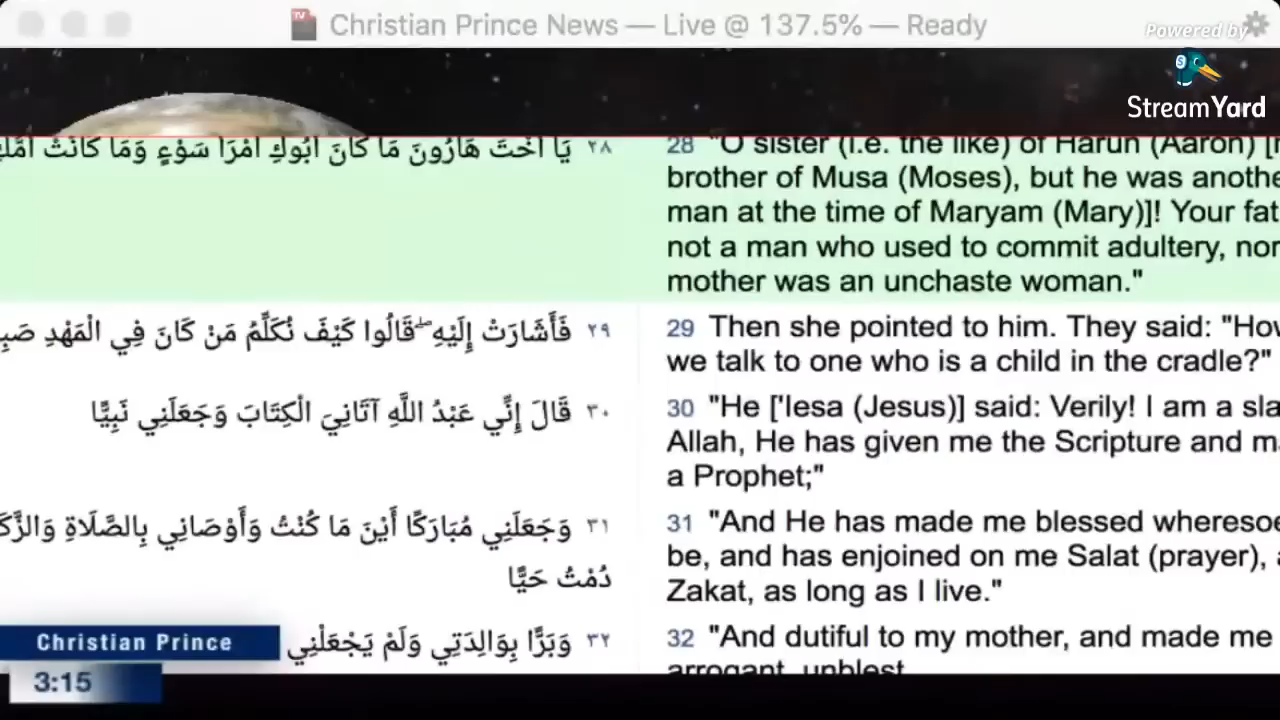 Christian Prince News — Live @ 137.5% — Ready
Powered by
StreamYard
٢٨ يَا أُخْتَ هَارُونَ مَا كَانَ أَبُوكِ امْرَأَ سَوْءٍ وَمَا كَانَتْ
28 "O sister (i.e. the like) of Harun (Aaron)
brother of Musa (Moses), but he was
man at the time of Maryam (Mary)]! Your
not a man who used to commit adultery,
mother was an unchaste woman."
٢٩ فَأَشَارَتْ إِلَيْهِ ۖ قَالُوا كَيْفَ نُكَلِّمُ مَنْ كَانَ فِي الْمَهْدِ
29 Then she pointed to him. They said:
we talk to one who is a child in the cradle?"
٣٠ قَالَ إِنِّي عَبْدُ اللَّهِ آتَانِيَ الْكِتَابَ وَجَعَلَنِي نَبِيًّا
30 "He ['Iesa (Jesus)] said: Verily! I am a
Allah, He has given me the Scripture and
a Prophet;"
٣١ وَجَعَلَنِي مُبَارَكًا أَيْنَ مَا كُنْتُ وَأَوْصَانِي بِالصَّلَاةِ
دُمْتُ حَيًّا
31 "And He has made me blessed
be, and has enjoined on me Salat (prayer),
Zakat, as long as I live."
٣٢ وَبَرًّا بِوَالِدَتِي وَلَمْ يَجْعَلْنِي
32 "And dutiful to my mother, and made me
arrogant, unblest.
Christian Prince
3:15